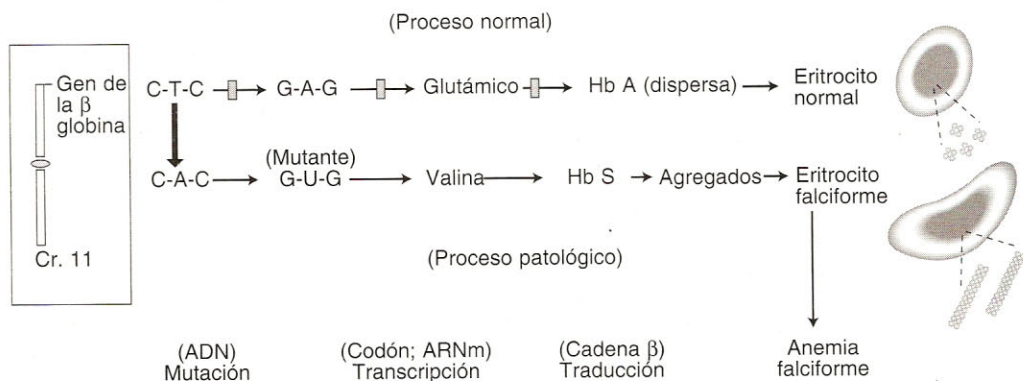 (Proceso normal)
Gen de
la β
globina
Cr. 11
C-T-C
G-A-G
Glutámico
Hb A (dispersa)
Eritrocito
normal
C-A-C
(Mutante)
G-U-G
Valina
Hb S
Agregados
Eritrocito
falciforme
(Proceso patológico)
(ADN)
Mutación
(Codón; ARNm)
Transcripción
(Cadena β)
Traducción
Anemia
falciforme